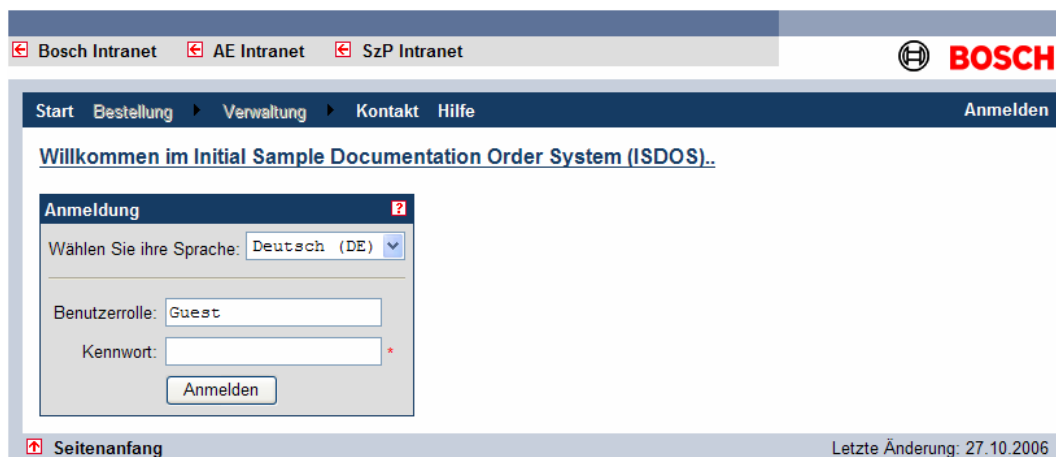 Bosch Intranet AE Intranet SzP Intranet
BOSCH
Start Bestellung Verwaltung Kontakt Hilfe Anmelden
Willkommen im Initial Sample Documentation Order System (ISDOS)..
Anmeldung ?
Wählen Sie ihre Sprache: Deutsch (DE)
Benutzerrolle: Guest
Kennwort: *
Anmelden
Seitenanfang Letzte Änderung: 27.10.2006